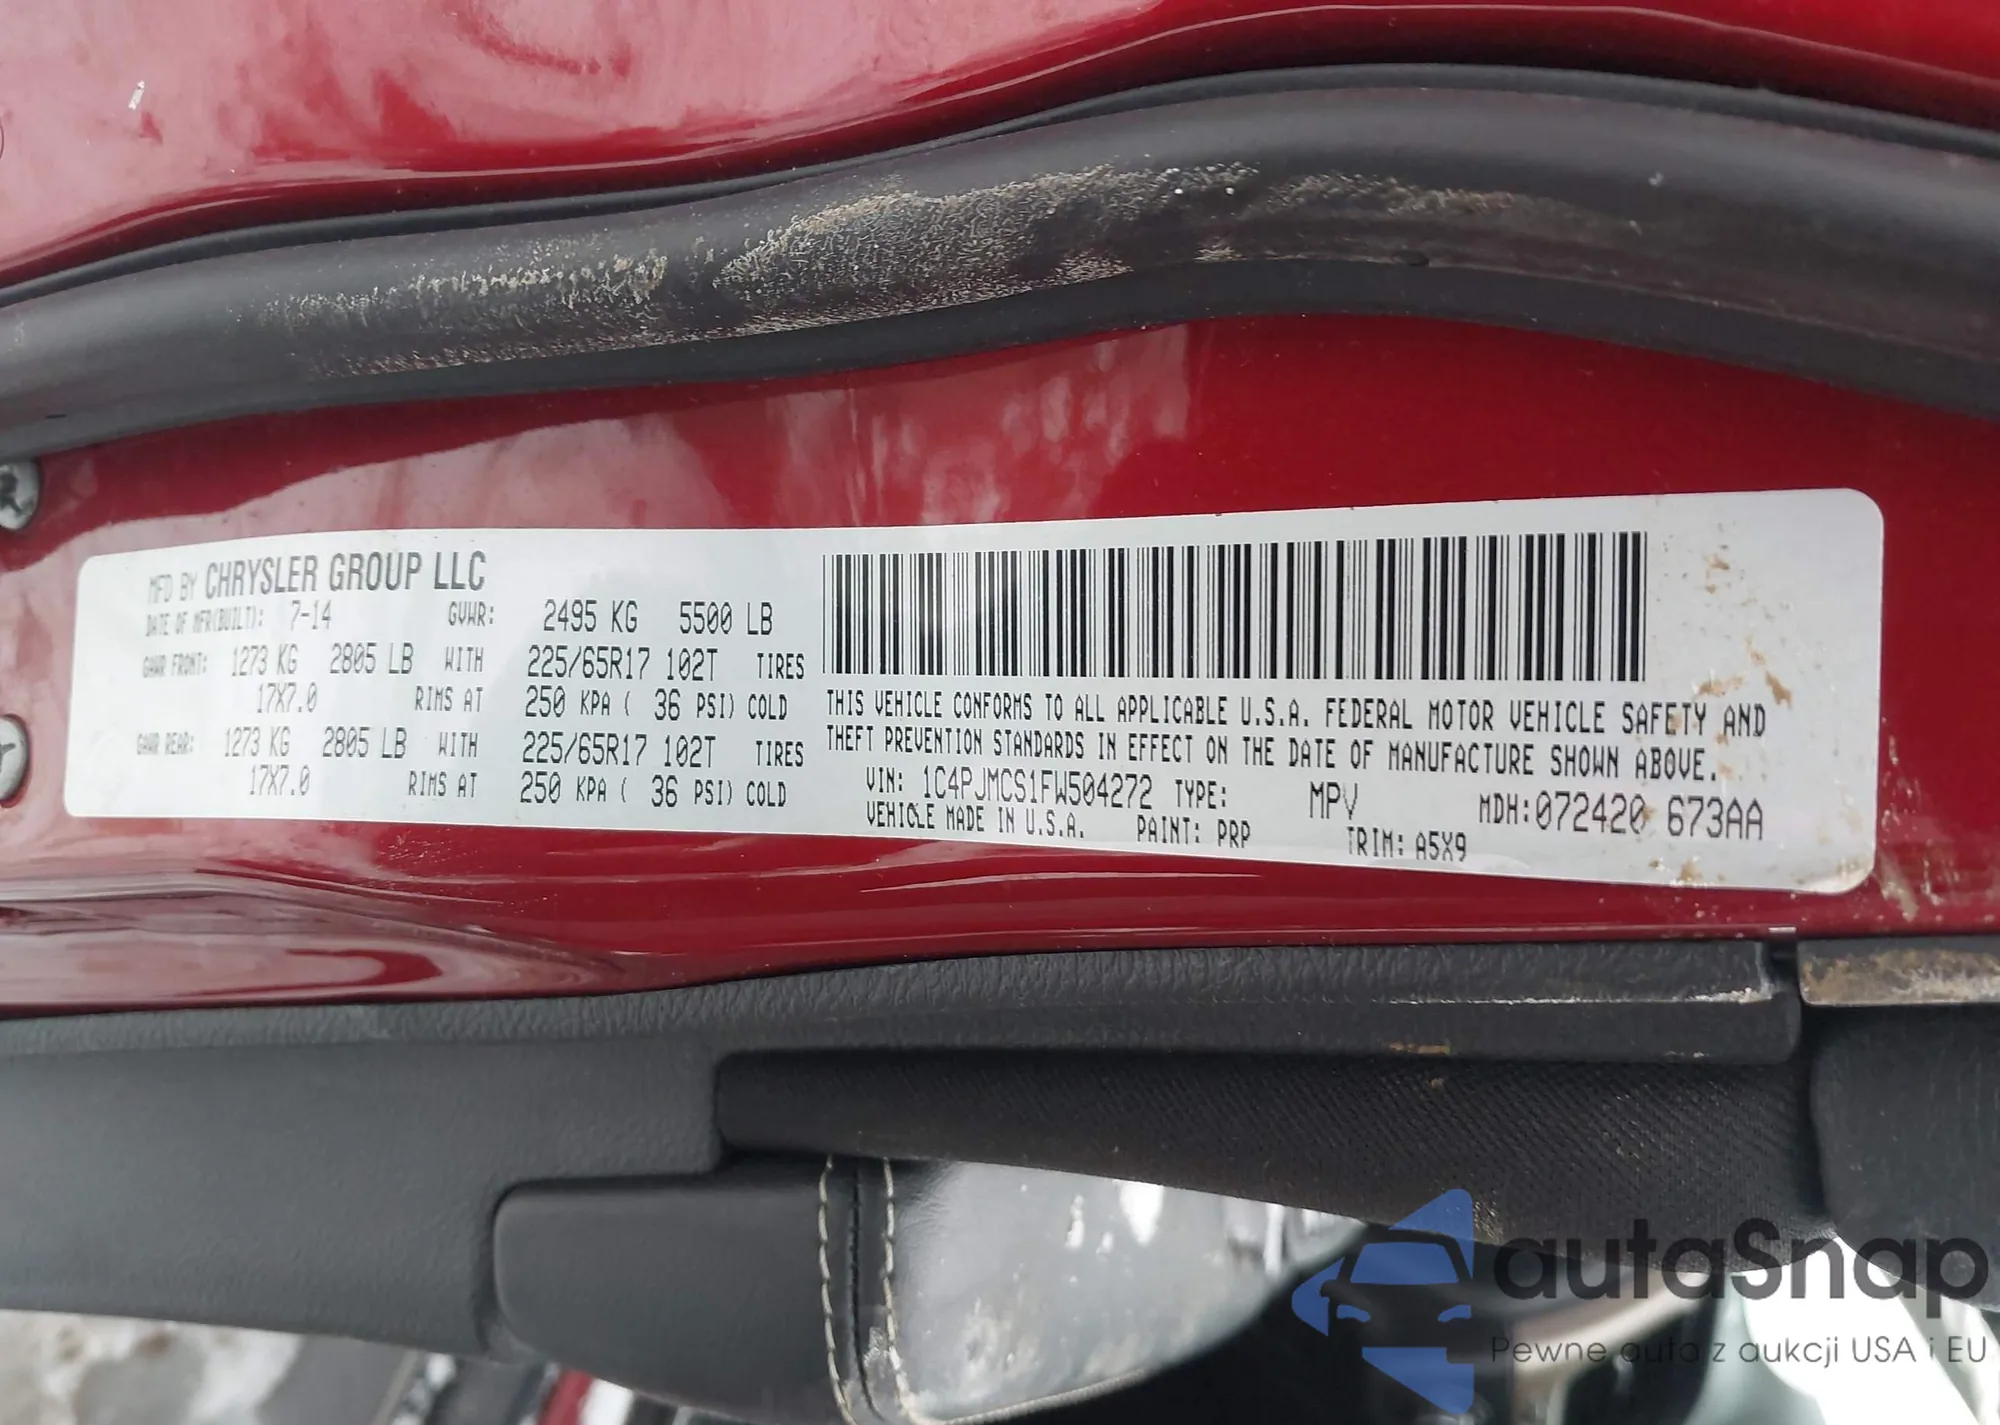 MFD BY CHRYSLER GROUP LLC
DATE OF MFR(BUILT): 7-14 GVWR: 2495 KG 5500 LB
GAWR FRONT: 1273 KG 2805 LB WITH 225/65R17 102T TIRES
17X7.0 RIMS AT 250 KPA ( 36 PSI) COLD
GAWR REAR: 1273 KG 2805 LB WITH 225/65R17 102T TIRES
17X7.0 RIMS AT 250 KPA ( 36 PSI) COLD
THIS VEHICLE CONFORMS TO ALL APPLICABLE U.S.A. FEDERAL MOTOR VEHICLE SAFETY AND
THEFT PREVENTION STANDARDS IN EFFECT ON THE DATE OF MANUFACTURE SHOWN ABOVE.
VIN: 1C4PJMCS1FW504272 TYPE: MPV MDH:072420 673AA
VEHICLE MADE IN U.S.A. PAINT: PRP TRIM: A5X9
autaSnap
Pewne auta z aukcji USA i EU